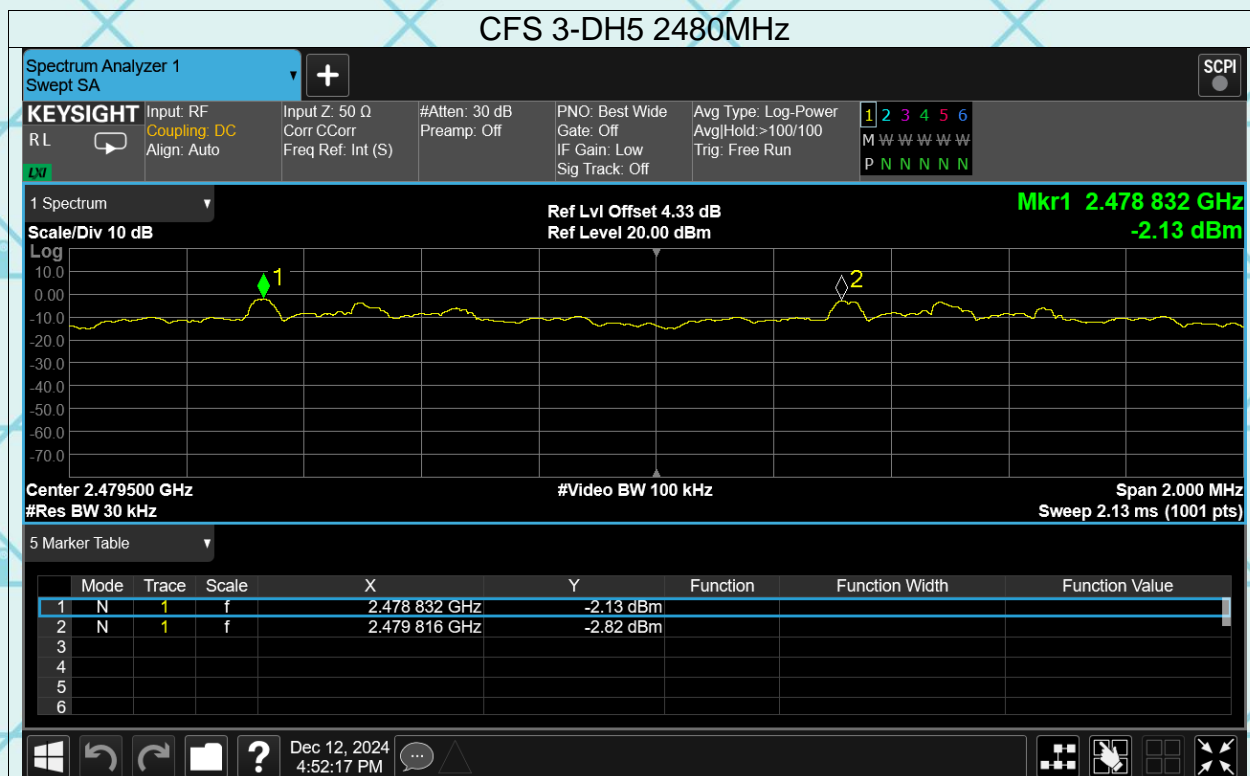 CFS 3-DH5 2480MHz
Spectrum Analyzer 1
Swept SA
+
SCPI
KEYSIGHT
RL
LXI
Input: RF
Coupling: DC
Align: Auto
Input Z: 50 Ω
Corr CCorr
Freq Ref: Int (S)
#Atten: 30 dB
Preamp: Off
PNO: Best Wide
Gate: Off
IF Gain: Low
Sig Track: Off
Avg Type: Log-Power
Avg|Hold:>100/100
Trig: Free Run
1 2 3 4 5 6
M W W W W W
P N N N N N
1 Spectrum
Scale/Div 10 dB
Ref Lvl Offset 4.33 dB
Ref Level 20.00 dBm
Mkr1 2.478 832 GHz
-2.13 dBm
Log
10.0
0.00
-10.0
-20.0
-30.0
-40.0
-50.0
-60.0
-70.0
1
2
Center 2.479500 GHz
#Video BW 100 kHz
Span 2.000 MHz
#Res BW 30 kHz
Sweep 2.13 ms (1001 pts)
5 Marker Table
Mode Trace Scale X Y Function Function Width Function Value
1 N 1 f 2.478 832 GHz -2.13 dBm
2 N 1 f 2.479 816 GHz -2.82 dBm
3
4
5
6
?
Dec 12, 2024
4:52:17 PM